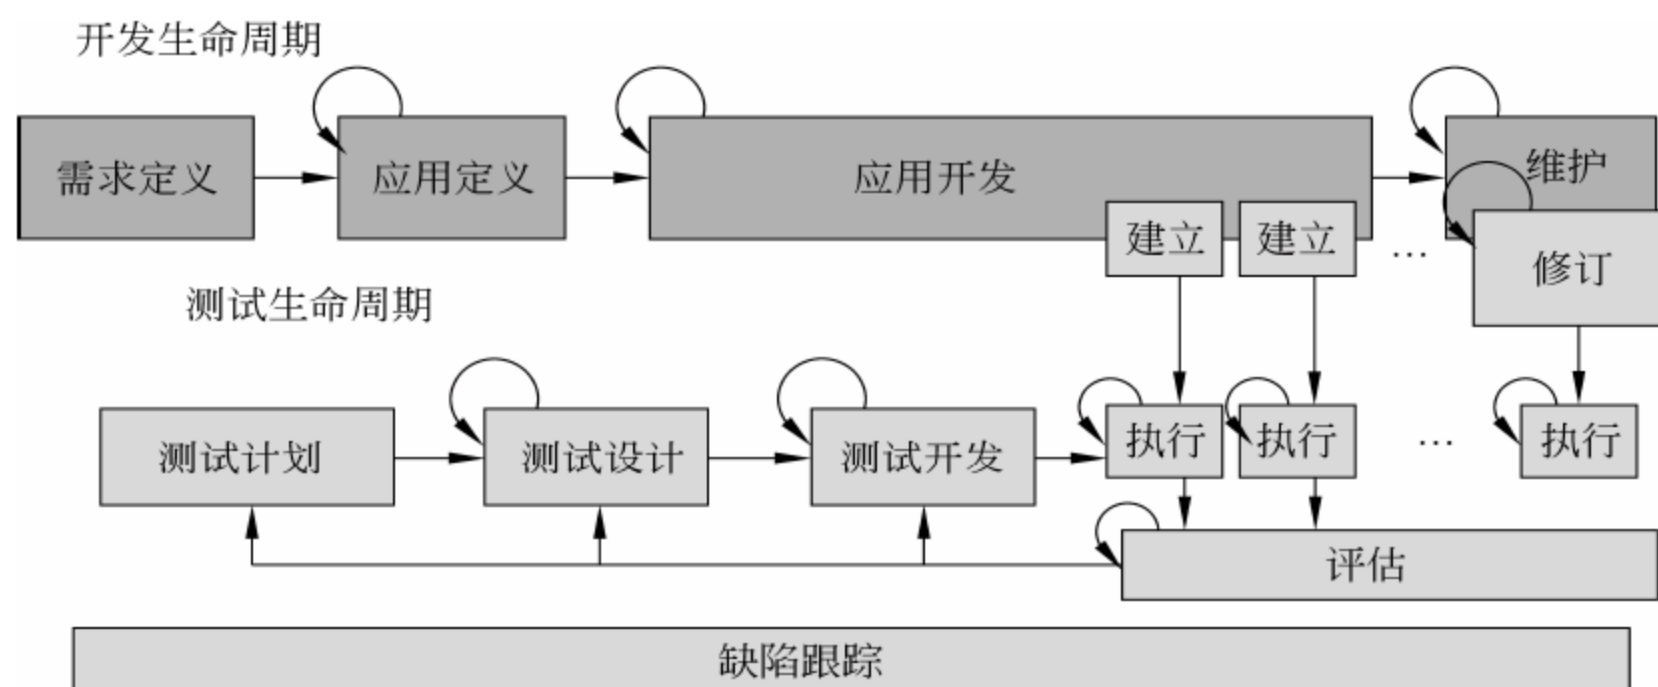 开发生命周期
需求定义
应用定义
应用开发
维护
建立
建立
…
修订
测试生命周期
测试计划
测试设计
测试开发
执行
执行
…
执行
评估
缺陷跟踪